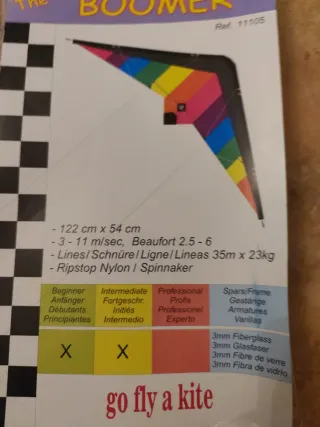 The BOOMER
Ref. 11505
- 122 cm x 54 cm
- 3 - 11 m/sec, Beaufort 2.5 - 6
- Lines/Schnüre/Ligne/Lineas 35m x 23kg
- Ripstop Nylon / Spinnaker
Beginner Intermediate Professional Spars/Frame
Anfänger Fortgeschr. Profis Gestänge
Débutants Initiés Professionel Armatures
Principiantes Intermedio Experto Varillas
X X
3mm Fiberglass
3mm Glasfaser
3mm Fibre de verre
3mm Fibra de vidrio
go fly a kite